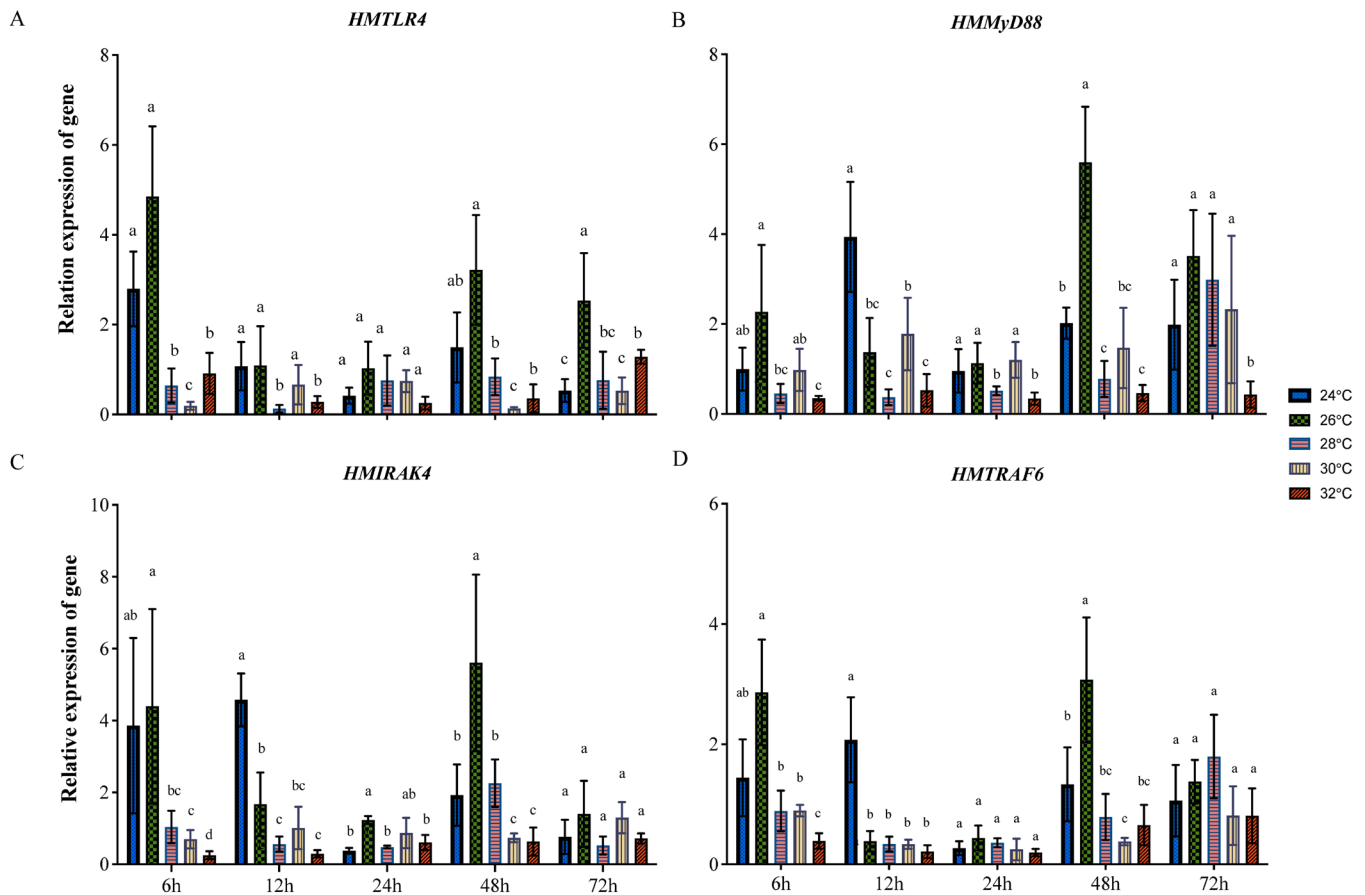 A
HMTLR4
Relation expression of gene
8
6
4
2
0
a a b c b
a a b a b
a a a a a
ab a b c b
c a bc c b
B
HMMyD88
8
6
4
2
0
ab a bc ab c
a bc c b c
a a b a b
b a c bc c
a a a a b
24°C
26°C
28°C
30°C
32°C
C
HMIRAK4
Relative expression of gene
10
8
6
4
2
0
ab a bc c d
a b c bc c
b a b ab b
b a b c c
a a a a a
6h 12h 24h 48h 72h
D
HMTRAF6
6
4
2
0
ab a b b c
a b b b b
a a a a a
b a bc c bc
a a a a a
6h 12h 24h 48h 72h